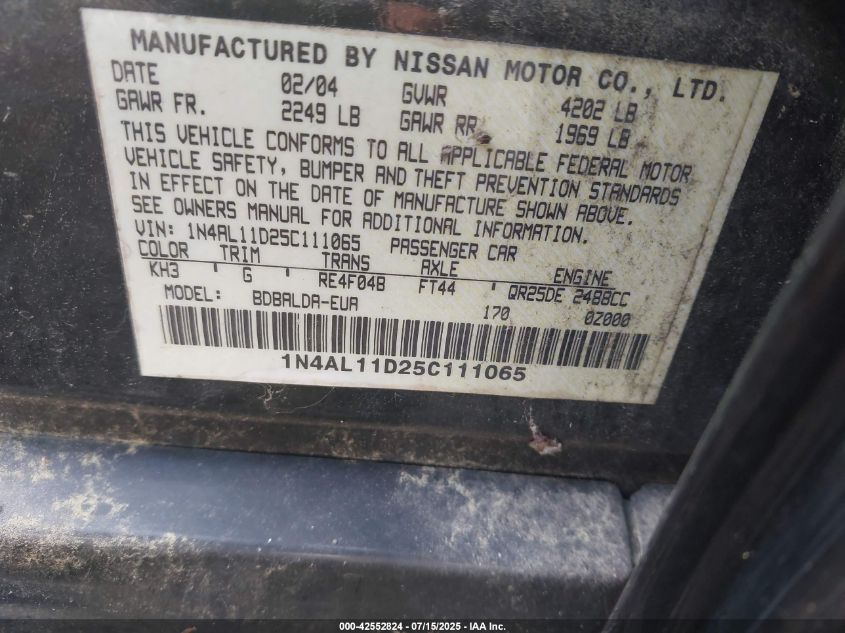 MANUFACTURED BY NISSAN MOTOR CO., LTD.
DATE 02/04 GVWR 4202 LB
GAWR FR. 2249 LB GAWR RR 1969 LB
THIS VEHICLE CONFORMS TO ALL APPLICABLE FEDERAL MOTOR
VEHICLE SAFETY, BUMPER AND THEFT PREVENTION STANDARDS
IN EFFECT ON THE DATE OF MANUFACTURE SHOWN ABOVE.
SEE OWNERS MANUAL FOR ADDITIONAL INFORMATION.
VIN: 1N4AL11D25C111065 PASSENGER CAR
COLOR TRIM TRANS AXLE ENGINE
KH3 G RE4F04B FT44 QR25DE 2488CC
MODEL: BDBALDA-EUA 170 0Z000
1N4AL11D25C111065
000-42552824 - 07/15/2025 - IAA Inc.